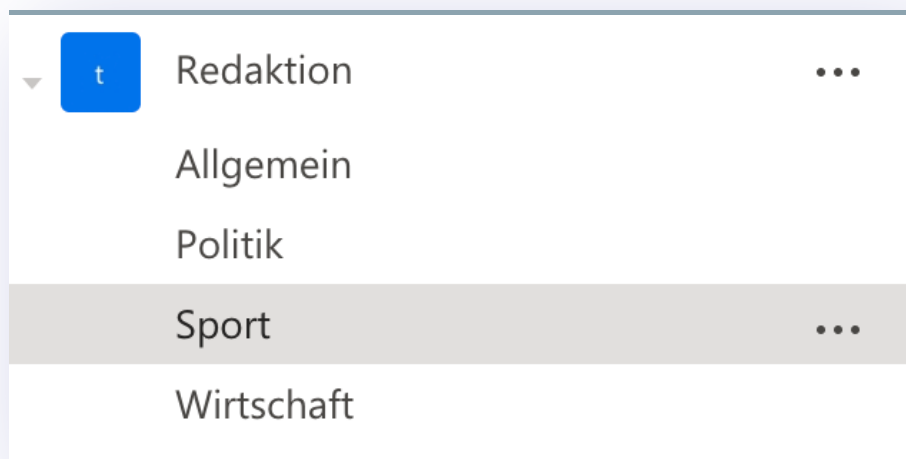 t Redaktion
Allgemein
Politik
Sport
Wirtschaft